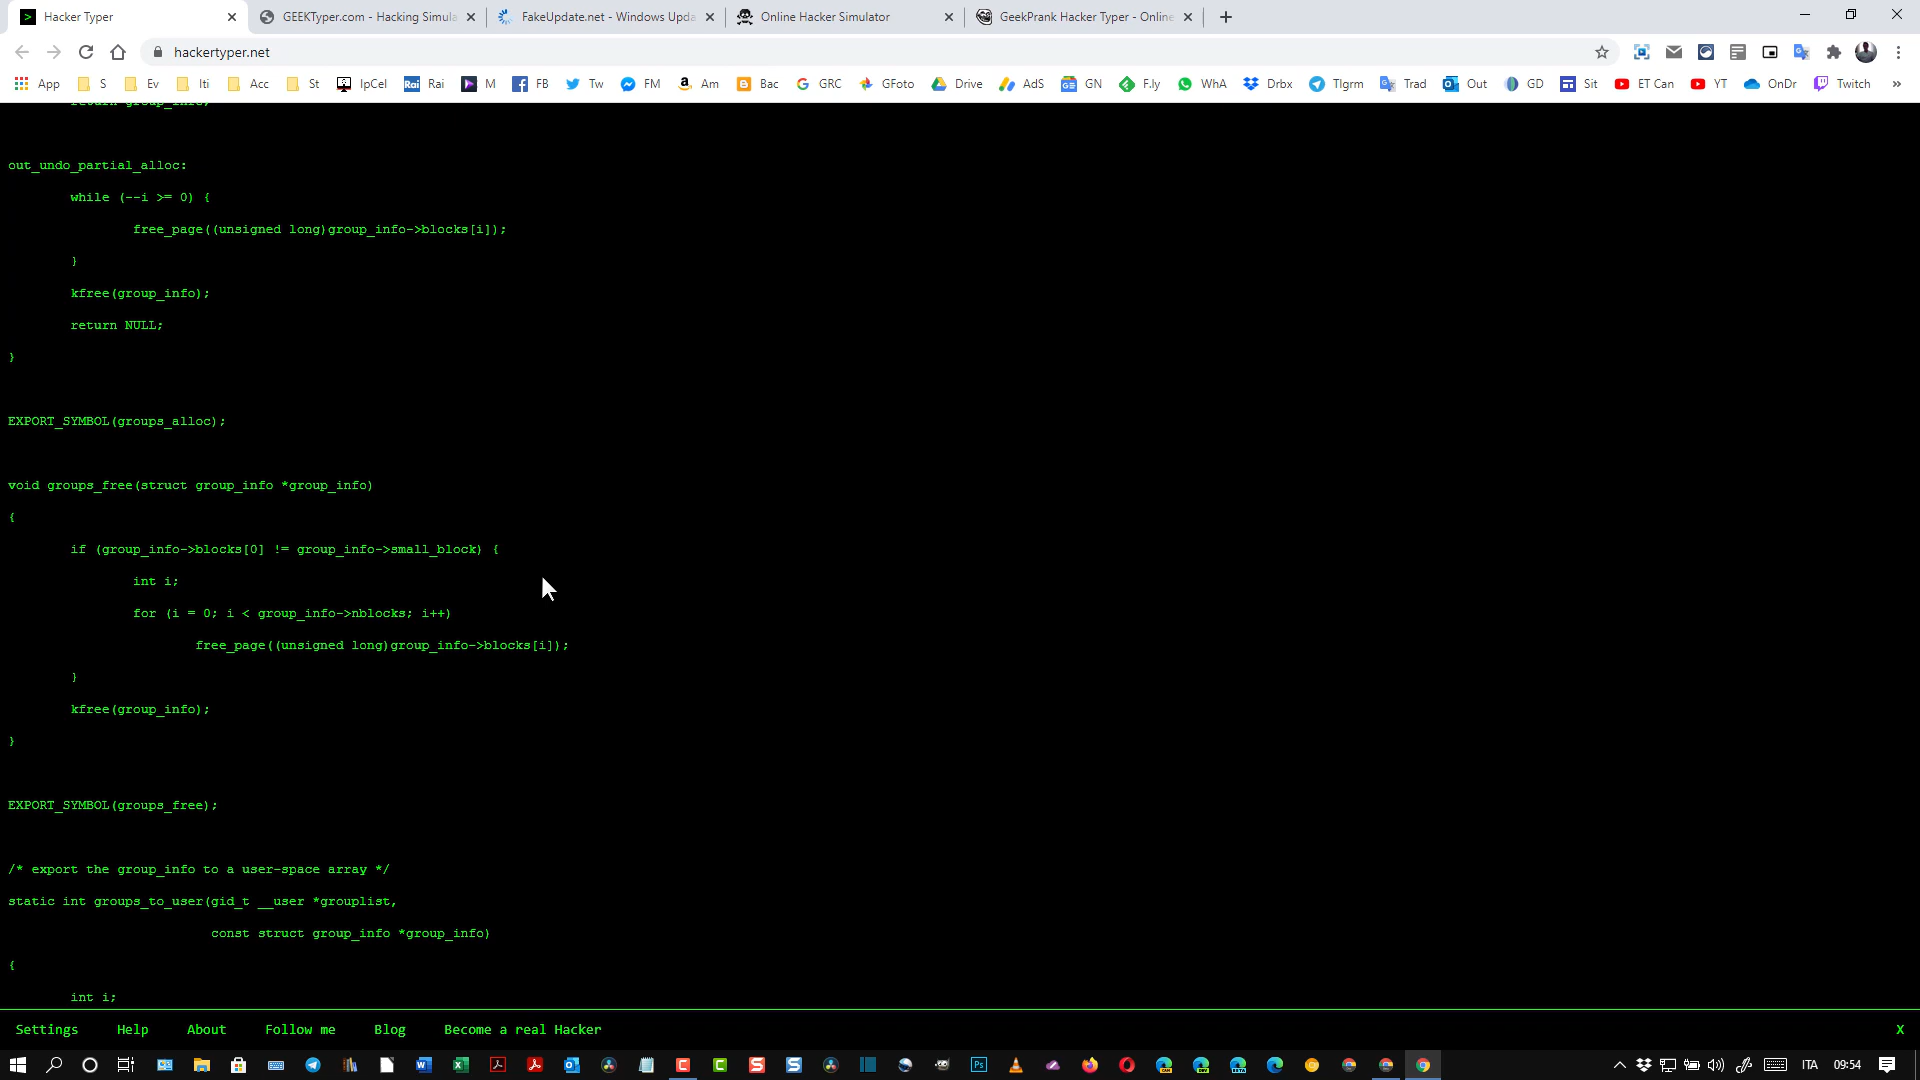 Hacker Typer
GEEKTyper.com - Hacking Simula
FakeUpdate.net - Windows Upda
Online Hacker Simulator
GeekPrank Hacker Typer - Online
hackertyper.net
App S Ev Iti Acc St IpCel Rai Rai M FB Tw FM Am Bac GRC GFoto Drive AdS GN F.ly WhA Drbx Tlgrm Trad Out GD Sit ET Can YT OnDr Twitch »
return group_info;
out_undo_partial_alloc:
while (--i >= 0) {
free_page((unsigned long)group_info->blocks[i]);
}
kfree(group_info);
return NULL;
}
EXPORT_SYMBOL(groups_alloc);
void groups_free(struct group_info *group_info)
{
if (group_info->blocks[0] != group_info->small_block) {
int i;
for (i = 0; i < group_info->nblocks; i++)
free_page((unsigned long)group_info->blocks[i]);
}
kfree(group_info);
}
EXPORT_SYMBOL(groups_free);
/* export the group_info to a user-space array */
static int groups_to_user(gid_t __user *grouplist,
const struct group_info *group_info)
{
int i;
Settings Help About Follow me Blog Become a real Hacker X
ITA 09:54